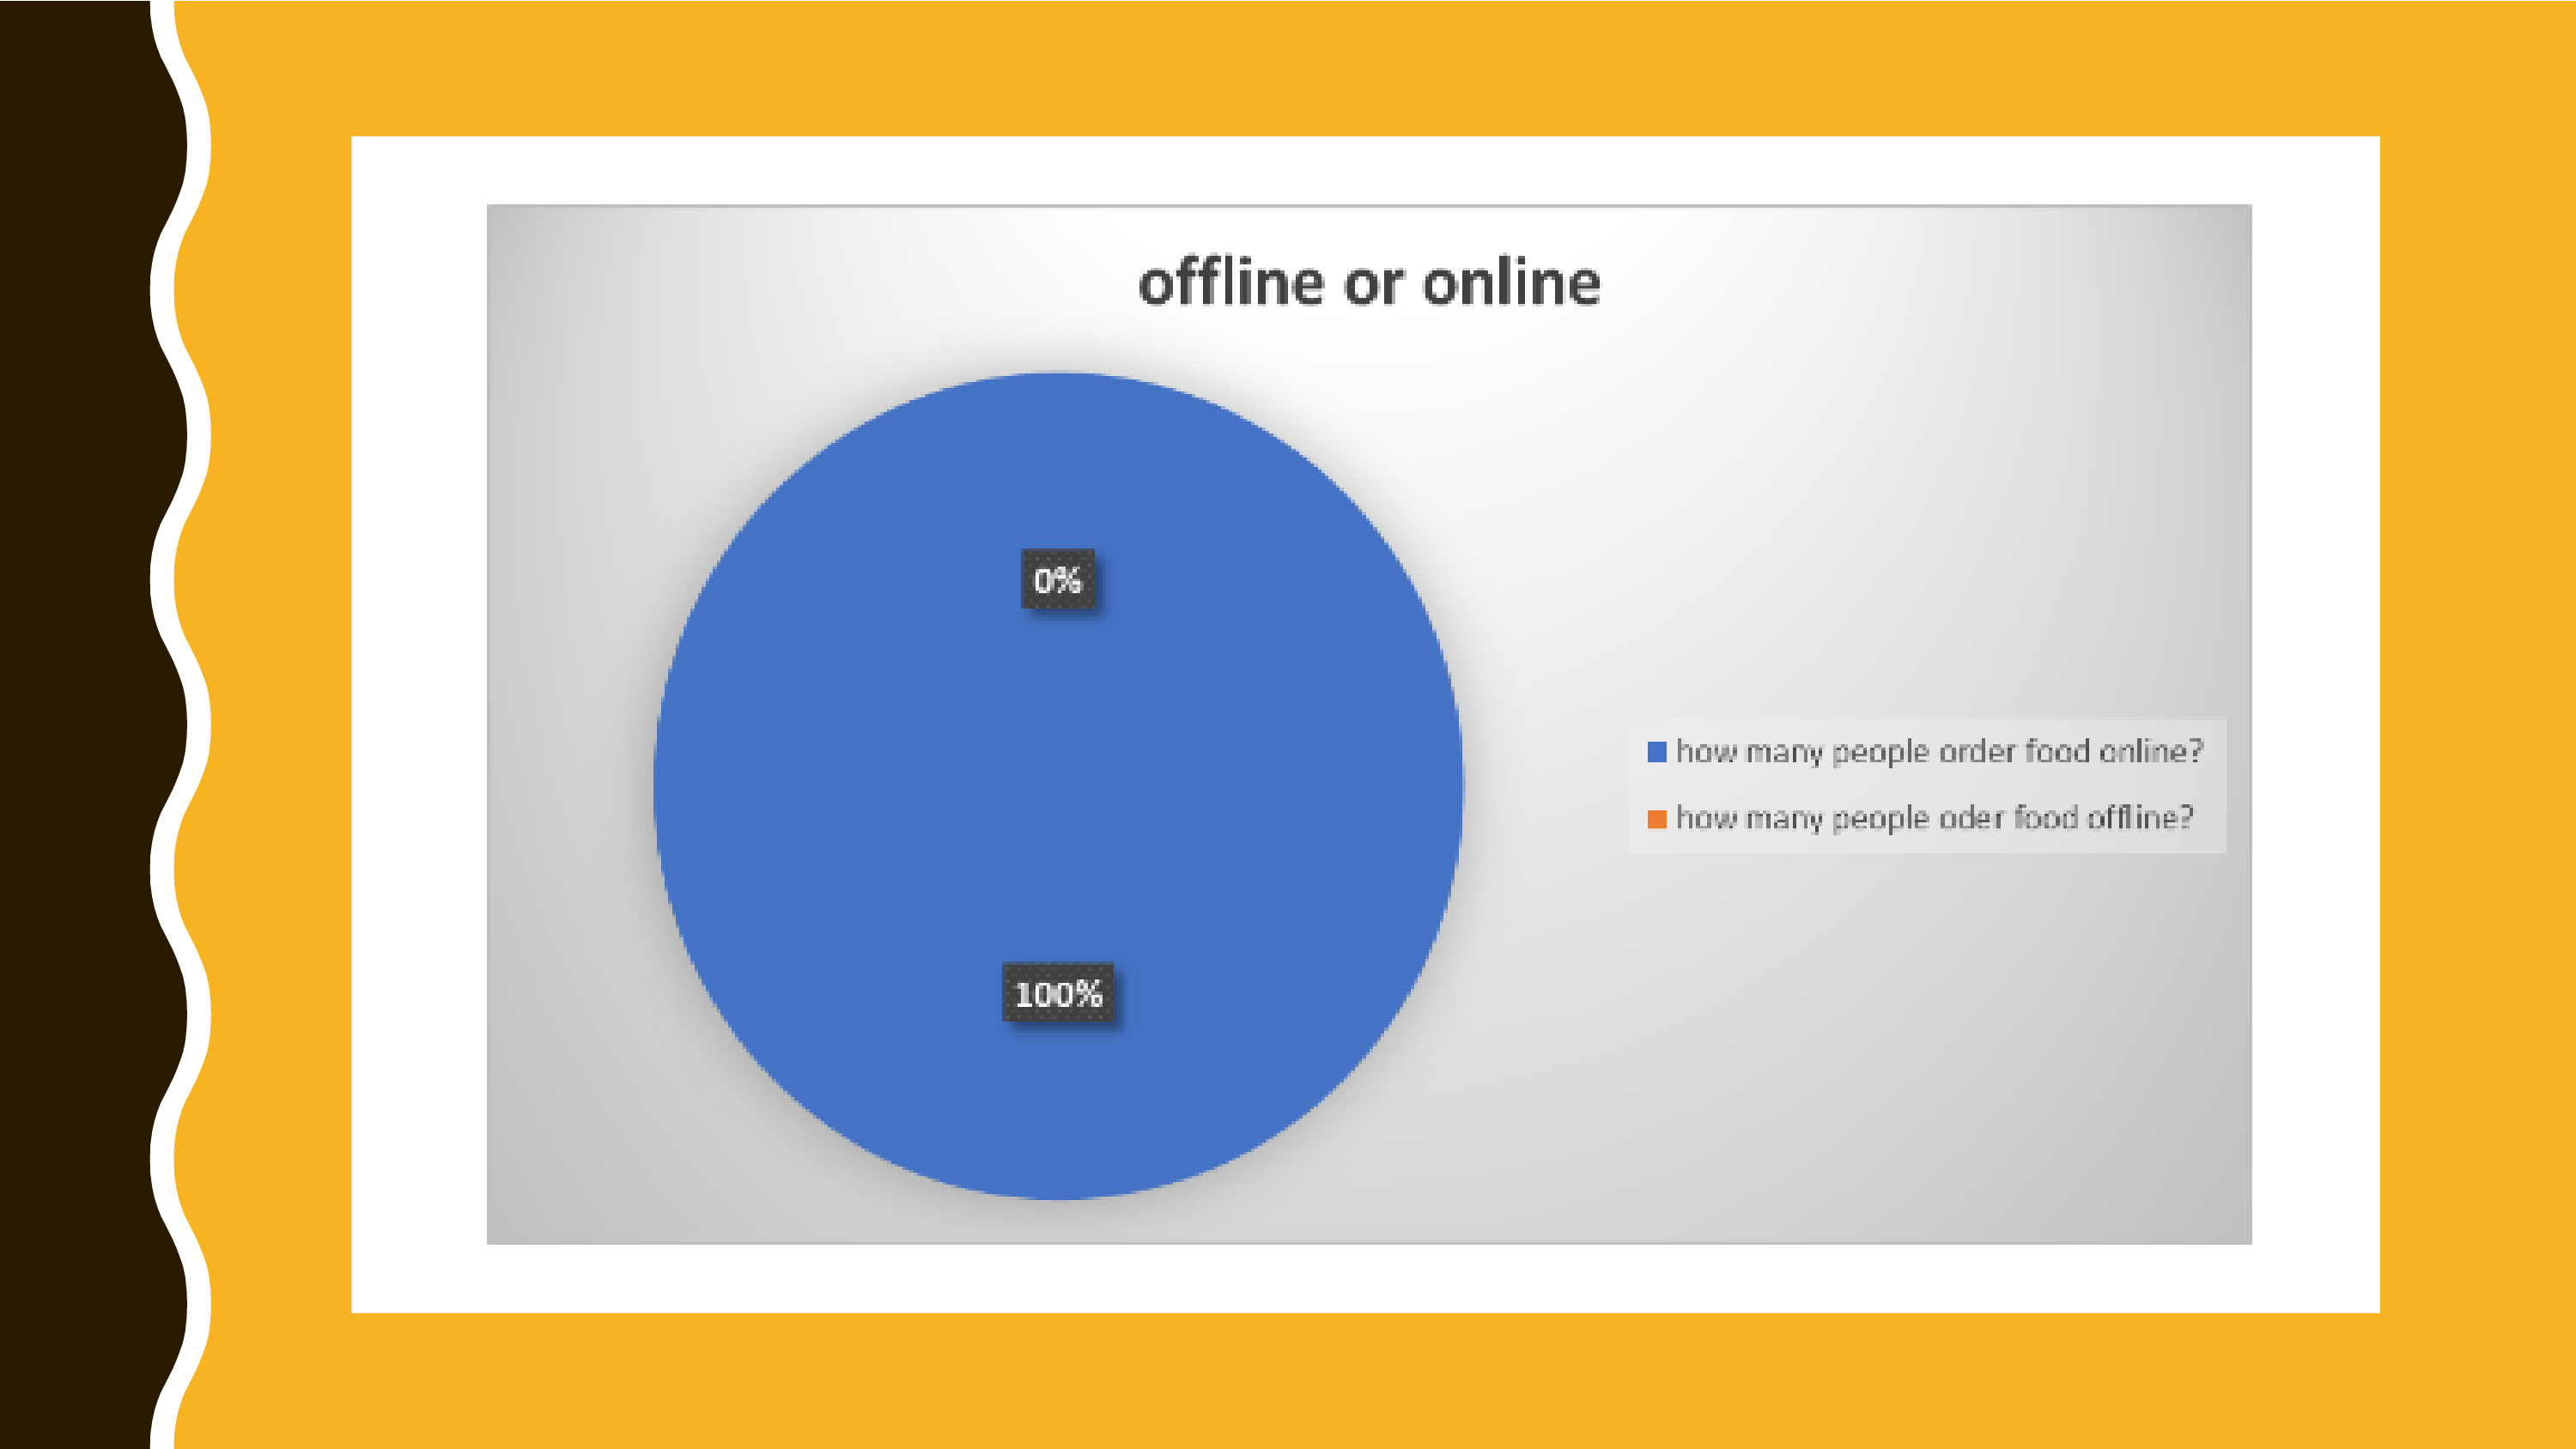 offline or online
0%
how many people order food online?
how many people oder food offline?
100%